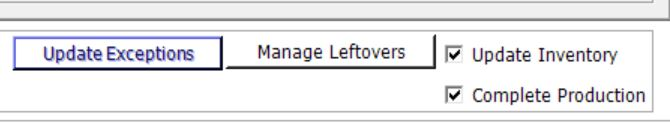 Update Exceptions Manage Leftovers Update Inventory
Complete Production